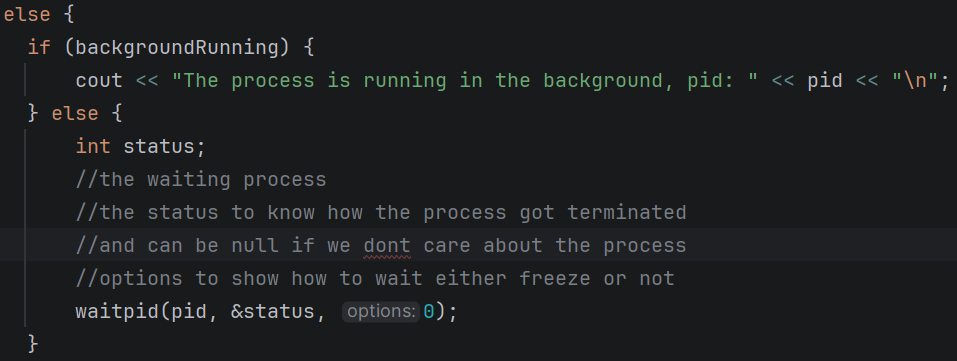 else {
if (backgroundRunning) {
cout << "The process is running in the background, pid: " << pid << "\n";
} else {
int status;
//the waiting process
//the status to know how the process got terminated
//and can be null if we dont care about the process
//options to show how to wait either freeze or not
waitpid(pid, &status, options: 0);
}